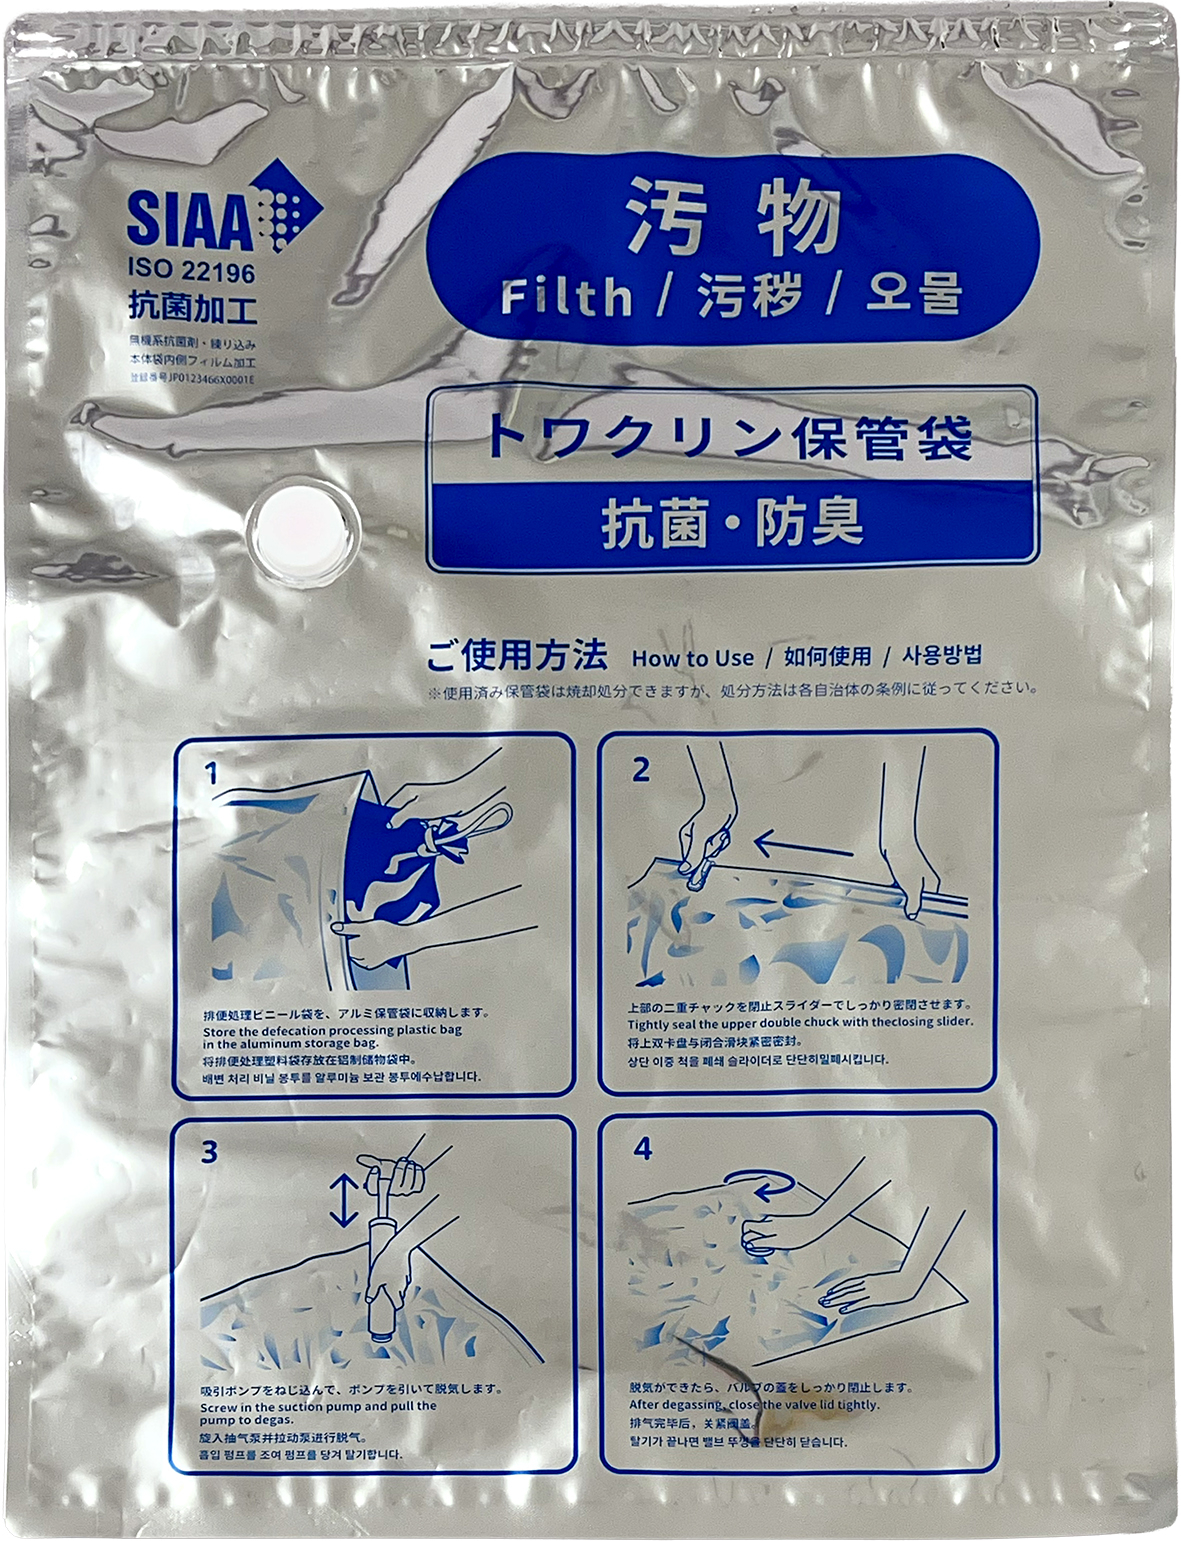 SIAA
ISO 22196
抗菌加工
無機系抗菌剤・練り込み
本体袋内側フィルム加工
登録番号JP0123466X0001E
汚物
Filth / 污秽 / 오물
トワクリン保管袋
抗菌・防臭
ご使用方法 How to Use / 如何使用 / 사용방법
※使用済み保管袋は焼却処分できますが、処分方法は各自治体の条例に従ってください。
1
排便処理ビニール袋を、アルミ保管袋に収納します。
Store the defecation processing plastic bag
in the aluminum storage bag.
将排便处理塑料袋存放在铝制储物袋中。
배변 처리 비닐 봉투를 알루미늄 보관 봉투에수납합니다.
2
上部の二重チャックを閉止スライダーでしっかり密閉させます。
Tightly seal the upper double chuck with theclosing slider.
将上双卡盘与闭合滑块紧密密封。
상단 이중 척을 폐쇄 슬라이더로 단단히밀폐시킵니다.
3
吸引ポンプをねじ込んで、ポンプを引いて脱気します。
Screw in the suction pump and pull the
pump to degas.
旋入抽气泵并拉动泵进行脱气。
흡입 펌프를 조여 펌프를 당겨 탈기합니다.
4
脱気ができたら、バルブの蓋をしっかり閉止します。
After degassing, close the valve lid tightly.
排气完毕后，关紧阀盖。
탈기가 끝나면 밸브 뚜껑을 단단히 닫습니다.